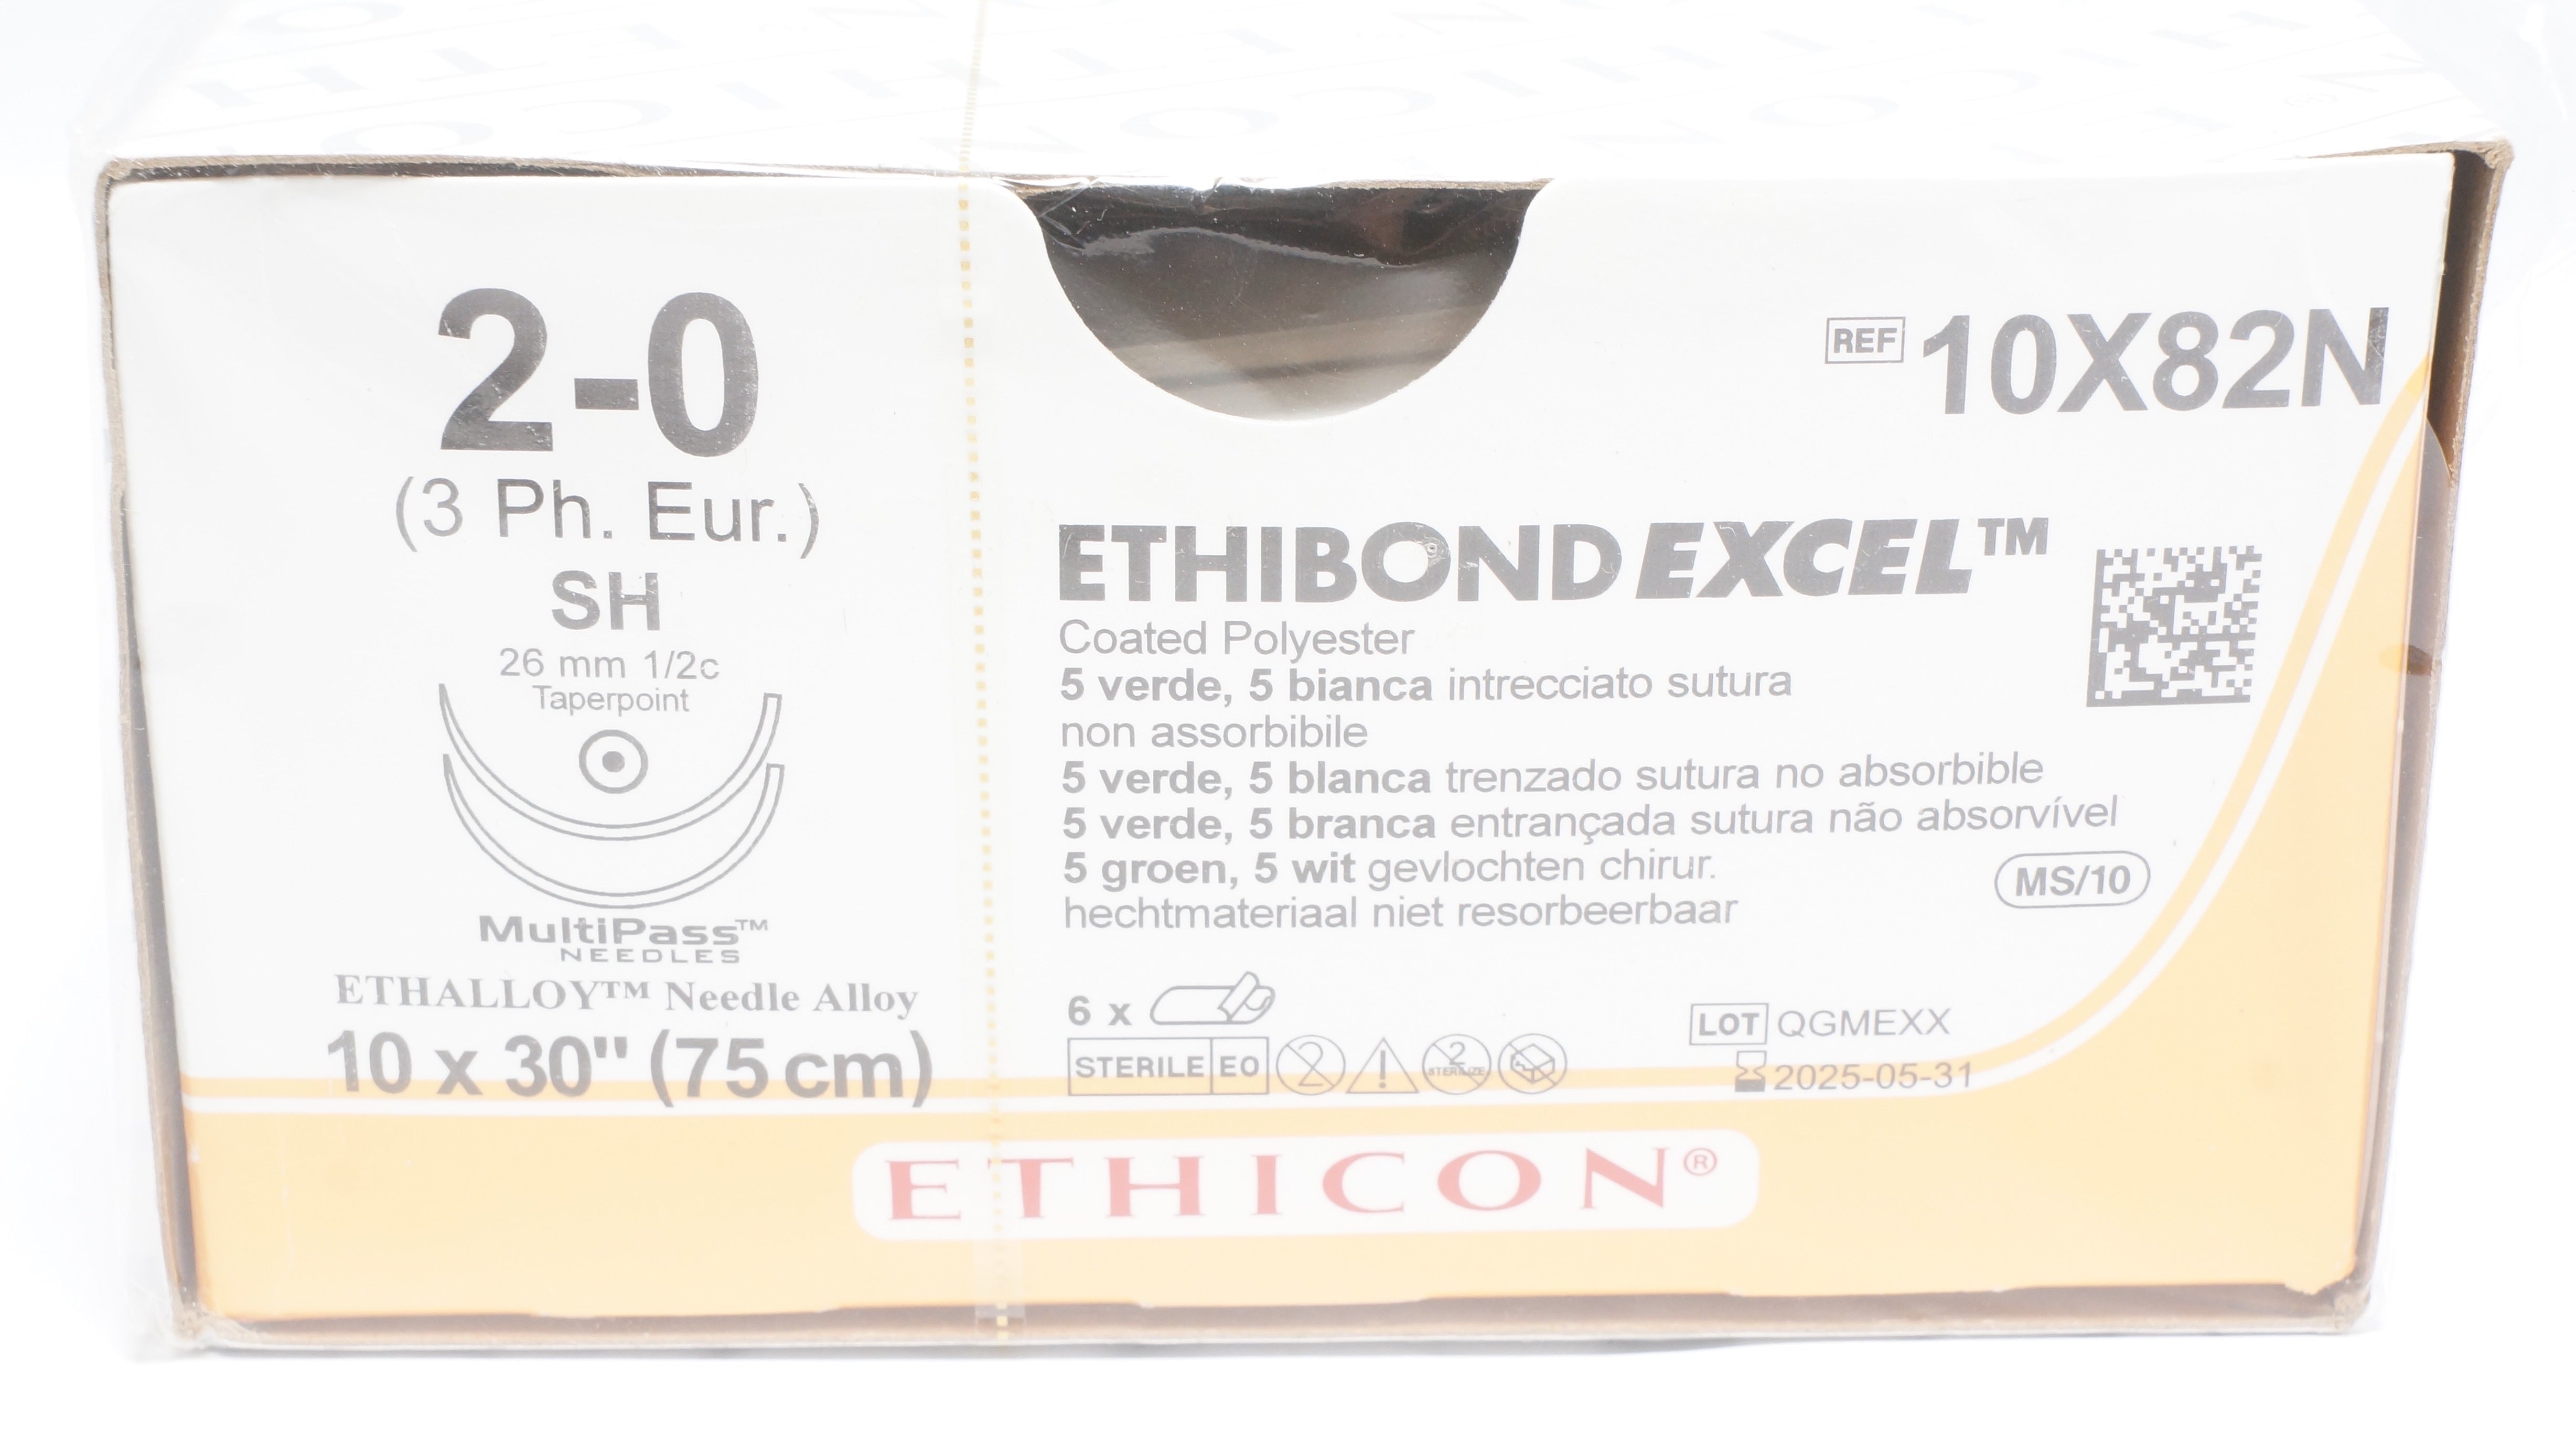 2-0
(3 Ph. Eur.)
SH
26 mm 1/2c
Taperpoint
MultiPass™
NEEDLES
ETHALLOY™ Needle Alloy
10 x 30" (75 cm)
REF 10X82N
ETHIBOND EXCEL™
Coated Polyester
5 verde, 5 bianca intrecciato sutura
non assorbibile
5 verde, 5 blanca trenzado sutura no absorbible
5 verde, 5 branca entrançada sutura não absorvível
5 groen, 5 wit gevlochten chirur.
hechtmateriaal niet resorbeerbaar
MS/10
6 x
STERILE EO
2
2
STERILIZE
LOT QGMEXX
2025-05-31
ETHICON®